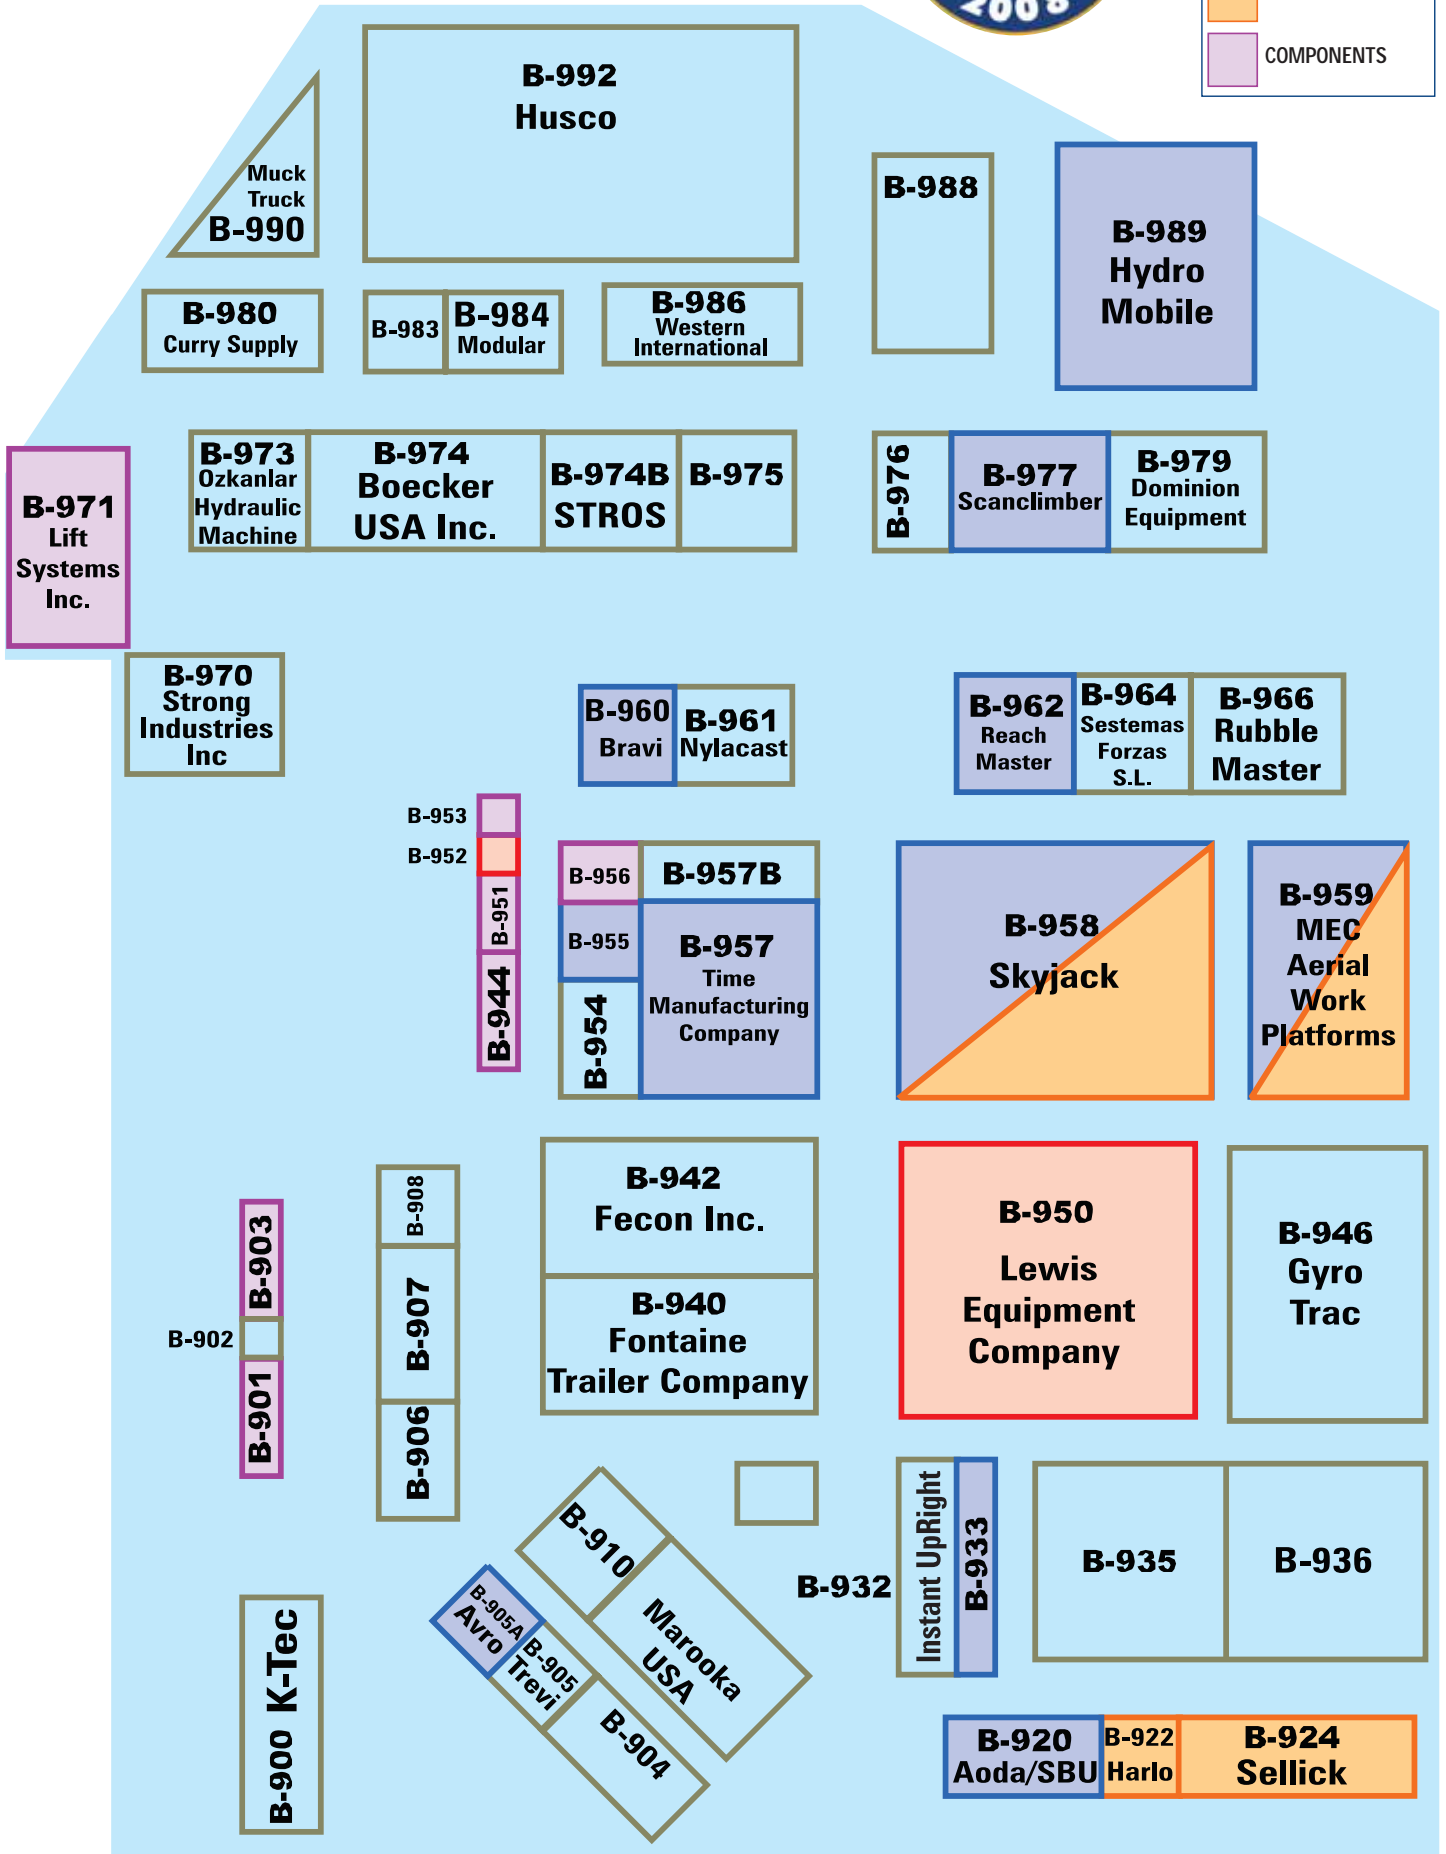 2008
COMPONENTS
B-992
Husco
Muck
Truck
B-990
B-988
B-989
Hydro
Mobile
B-980
Curry Supply
B-983
B-984
Modular
B-986
Western
International
B-971
Lift
Systems
Inc.
B-973
Ozkanlar
Hydraulic
Machine
B-974
Boecker
USA Inc.
B-974B
STROS
B-975
B-976
B-977
Scanclimber
B-979
Dominion
Equipment
B-970
Strong
Industries
Inc
B-960
Bravi
B-961
Nylacast
B-962
Reach
Master
B-964
Sestemas
Forzas
S.L.
B-966
Rubble
Master
B-953
B-952
B-951
B-944
B-956
B-957B
B-955
B-954
B-957
Time
Manufacturing
Company
B-958
Skyjack
B-959
MEC
Aerial
Work
Platforms
B-942
Fecon Inc.
B-940
Fontaine
Trailer Company
B-950
Lewis
Equipment
Company
B-946
Gyro
Trac
B-908
B-907
B-906
B-903
B-902
B-901
B-910
Marooka
USA
B-905A
Avro
B-905
Trevi
B-904
B-900 K-Tec
B-932
Instant UpRight
B-933
B-935
B-936
B-920
Aoda/SBU
B-922
Harlo
B-924
Sellick